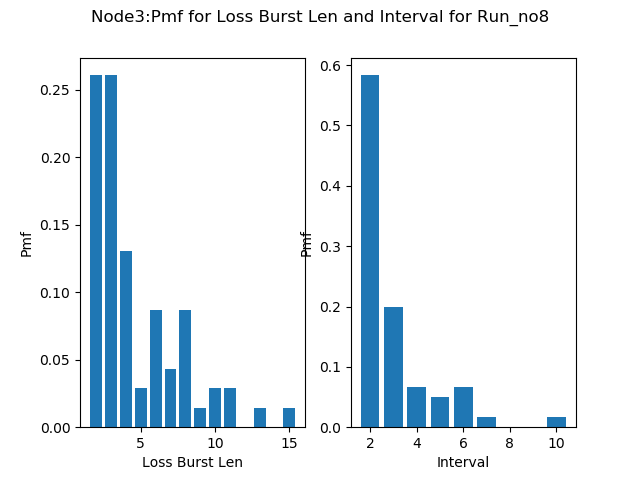 Node3:Pmf for Loss Burst Len and Interval for Run_no8
0.25
0.20
0.15
0.10
0.05
0.00
Pmf
5 10 15
Loss Burst Len
0.6
0.5
0.4
0.3
0.2
0.1
0.0
Pmf
2 4 6 8 10
Interval